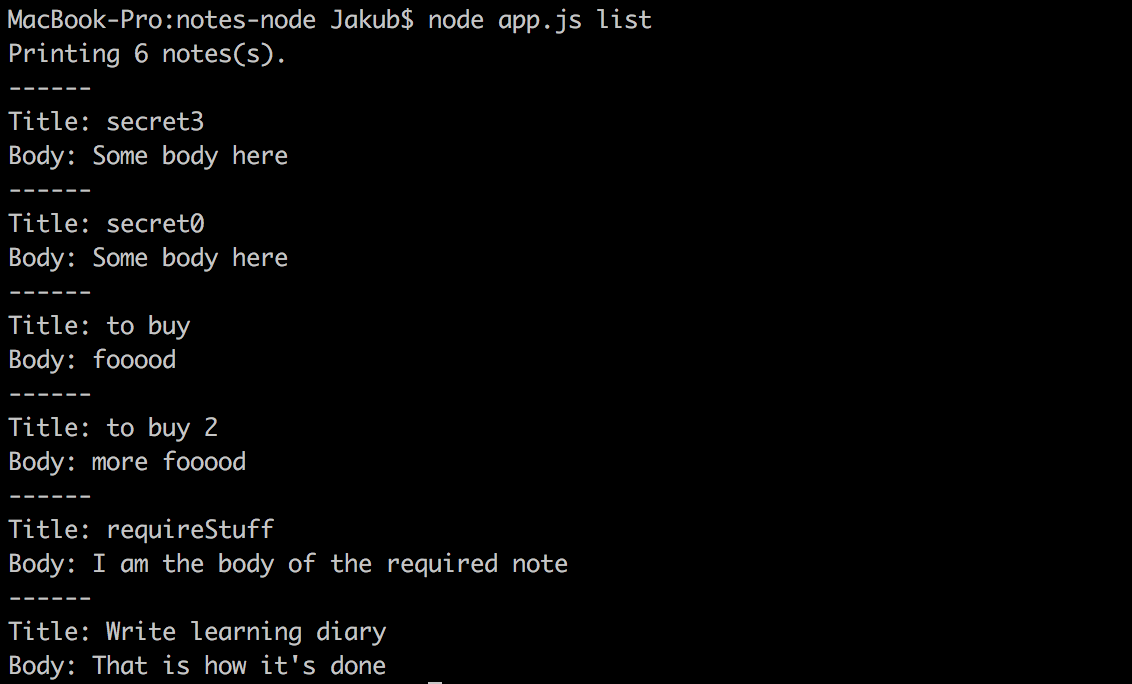 MacBook-Pro:notes-node Jakub$ node app.js list
Printing 6 notes(s).
------
Title: secret3
Body: Some body here
------
Title: secret0
Body: Some body here
------
Title: to buy
Body: fooood
------
Title: to buy 2
Body: more fooood
------
Title: requireStuff
Body: I am the body of the required note
------
Title: Write learning diary
Body: That is how it's done